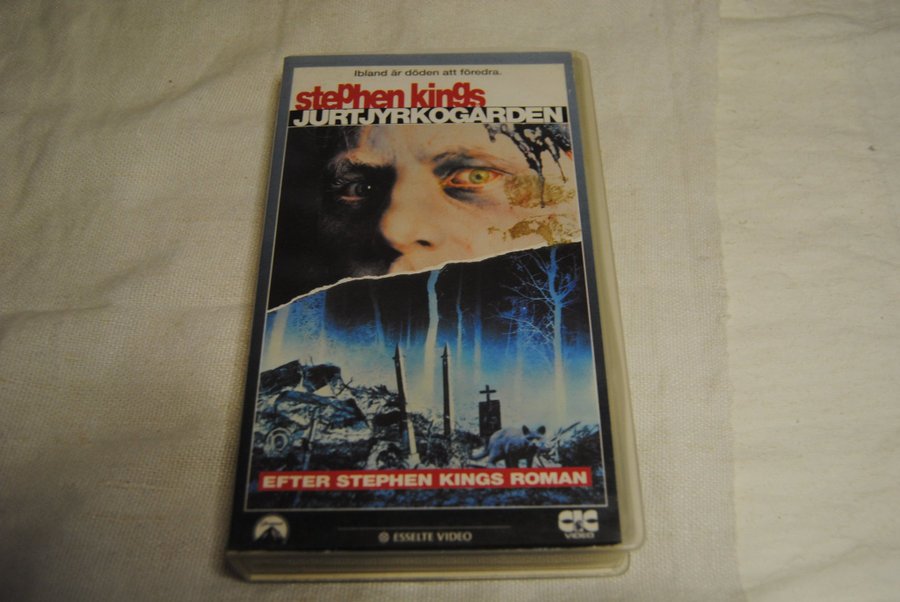 Ibland är döden att föredra.
stephen kings
JURTJYRKOGÅRDEN
EFTER STEPHEN KINGS ROMAN
ESSELTE VIDEO
CIC
VIDEO